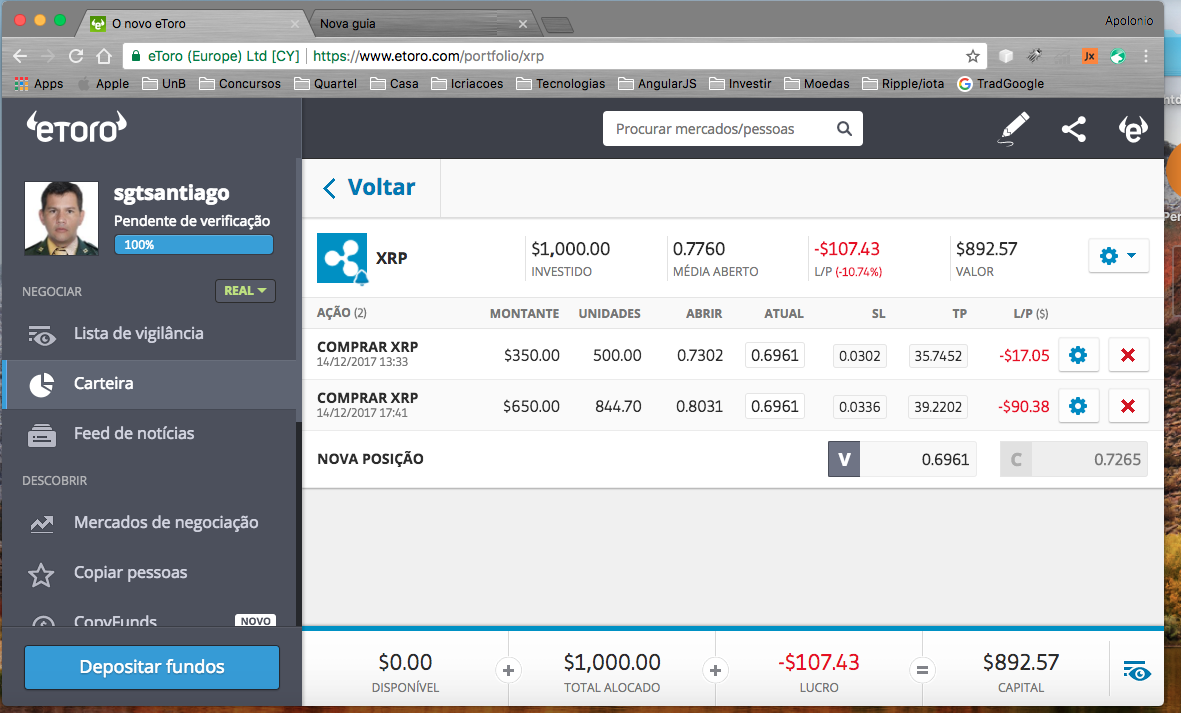 O novo eToro
Nova guia
Apolonio
eToro (Europe) Ltd [CY] https://www.etoro.com/portfolio/xrp
Jx
Apps Apple UnB Concursos Quartel Casa Icriacoes Tecnologias AngularJS Investir Moedas Ripple/iota TradGoogle
eTORO
Procurar mercados/pessoas
sgtsantiago
Pendente de verificação
100%
NEGOCIAR REAL
Lista de vigilância
Carteira
Feed de notícias
DESCOBRIR
Mercados de negociação
Copiar pessoas
CopyFunds NOVO
Depositar fundos
Voltar
XRP
$1,000.00
INVESTIDO
0.7760
MÉDIA ABERTO
-$107.43
L/P (-10.74%)
$892.57
VALOR
AÇÃO (2) MONTANTE UNIDADES ABRIR ATUAL SL TP L/P ($)
COMPRAR XRP
14/12/2017 13:33
$350.00 500.00 0.7302 0.6961 0.0302 35.7452 -$17.05
COMPRAR XRP
14/12/2017 17:41
$650.00 844.70 0.8031 0.6961 0.0336 39.2202 -$90.38
NOVA POSIÇÃO V 0.6961 C 0.7265
$0.00 + $1,000.00 + -$107.43 = $892.57
DISPONÍVEL TOTAL ALOCADO LUCRO CAPITAL